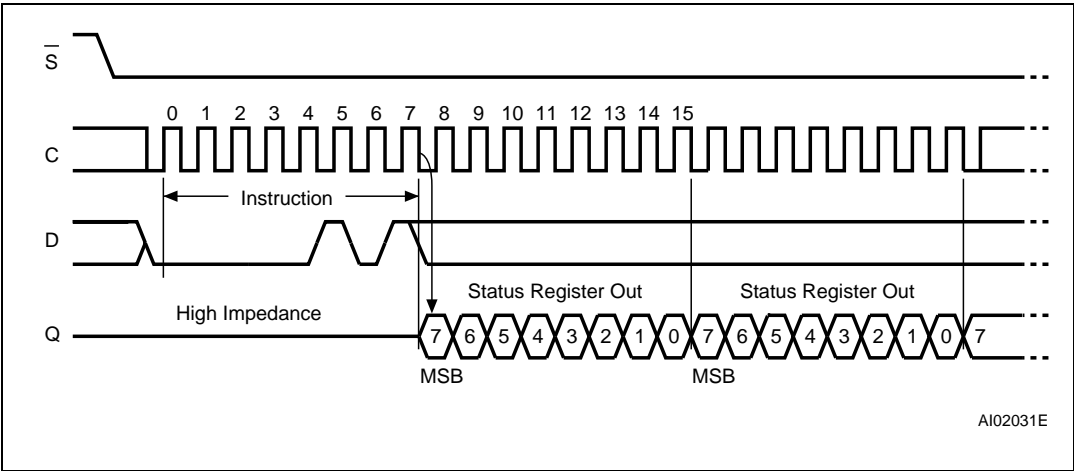 S
0 1 2 3 4 5 6 7 8 9 10 11 12 13 14 15
C
Instruction
D
Status Register Out Status Register Out
High Impedance
Q 7 6 5 4 3 2 1 0 7 6 5 4 3 2 1 0 7
MSB MSB
AI02031E